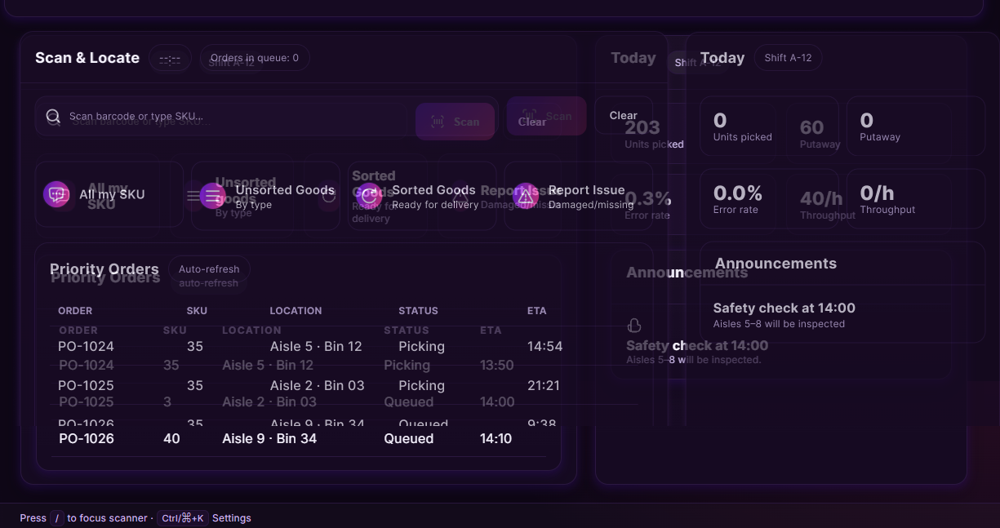 Scan & Locate
--:--
Orders in queue: 0
Shift A-12
Today
Shift A-12
Today
Shift A-12
Scan barcode or type SKU...
Scan barcode or type SKU...
Scan
Scan
Clear
Clear
203
Units picked
60
Putaway
0
Units picked
0
Putaway
All my SKU
All my
SKU
Unsorted Goods
By type
Unsorted
goods
By type
Sorted Goods
Ready for delivery
Sorted
Goods
Ready for
delivery
Report Issue
Damaged/missing
Report Issue
Damaged/missing
0.3%
Error rate
40/h
Throughput
0.0%
Error rate
0/h
Throughput
Priority Orders
Auto-refresh
Priority Orders
auto-refresh
Announcements
Announcements
ORDER SKU LOCATION STATUS ETA
ORDER SKU LOCATION STATUS ETA
PO-1024 35 Aisle 5 · Bin 12 Picking 14:54
PO-1024 35 Aisle 5 · Bin 12 Picking 13:50
PO-1025 35 Aisle 2 · Bin 03 Picking 21:21
PO-1025 3 Aisle 2 · Bin 03 Queued 14:00
PO-1026 35 Aisle 9 · Bin 34 Queued 9:38
PO-1026 40 Aisle 9 · Bin 34 Queued 14:10
Safety check at 14:00
Aisles 5–8 will be inspected
Safety check at 14:00
Aisles 5–8 will be inspected.
Press / to focus scanner · Ctrl/⌘+K Settings